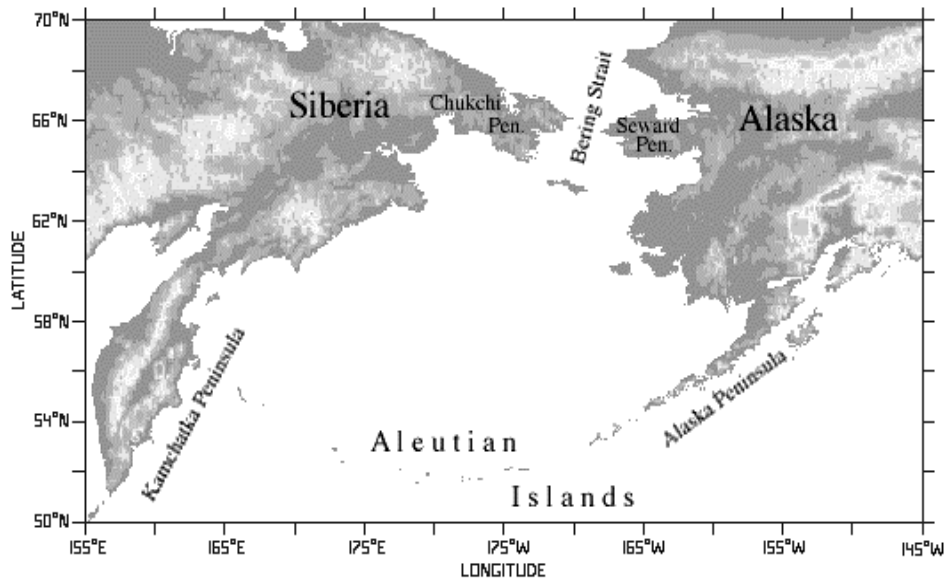 70°N
66°N
62°N
58°N
54°N
50°N
LATITUDE
Siberia
Chukchi
Pen.
Bering Strait
Seward
Pen.
Alaska
Kamchatka Peninsula
Alaska Peninsula
Aleutian
Islands
155°E 165°E 175°E 175°W 165°W 155°W 145°W
LONGITUDE